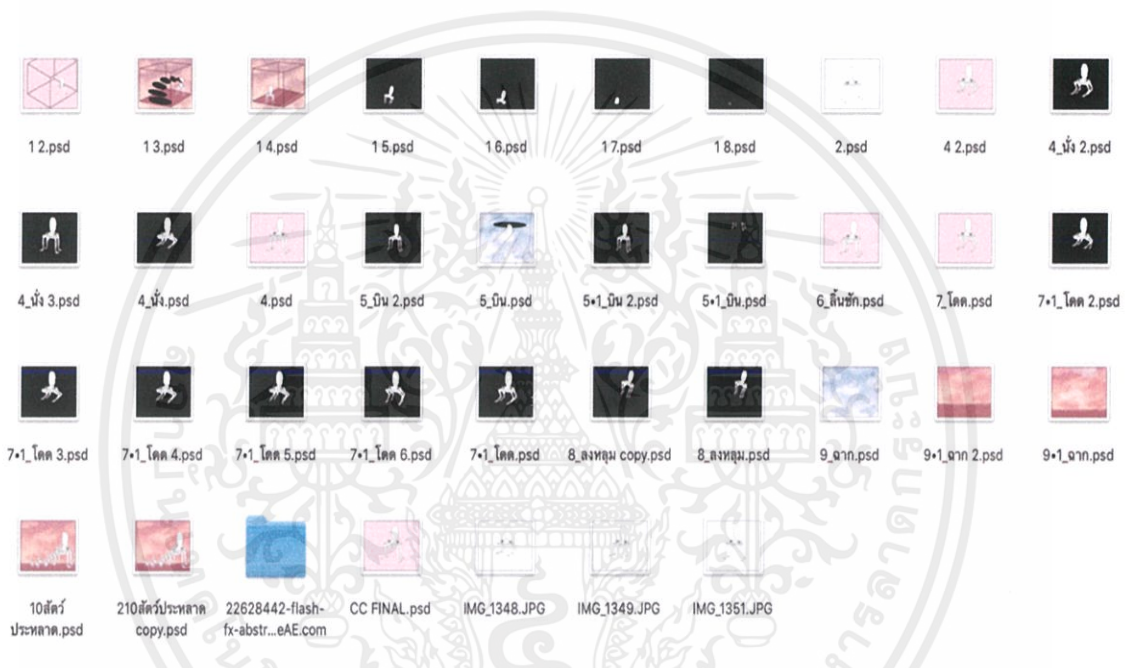 1 2.psd
1 3.psd
1 4.psd
1 5.psd
1 6.psd
1 7.psd
1 8.psd
2.psd
4 2.psd
4_นั่ง 2.psd
4_นั่ง 3.psd
4_นั่ง.psd
4.psd
5_บิน 2.psd
5_บิน.psd
5•1_บิน 2.psd
5•1_บิน.psd
6_ลิ้นชัก.psd
7_โดด.psd
7•1_โดด 2.psd
7•1_โดด 3.psd
7•1_โดด 4.psd
7•1_โดด 5.psd
7•1_โดด 6.psd
7•1_โดด.psd
8_ลงหลุม copy.psd
8_ลงหลุม.psd
9_ฉาก.psd
9•1_ฉาก 2.psd
9•1_ฉาก.psd
10สัตว์
ประหลาด.psd
210สัตว์ประหลาด
copy.psd
22628442-flash-
fx-abstr...eAE.com
CC FINAL.psd
IMG_1348.JPG
IMG_1349.JPG
IMG_1351.JPG